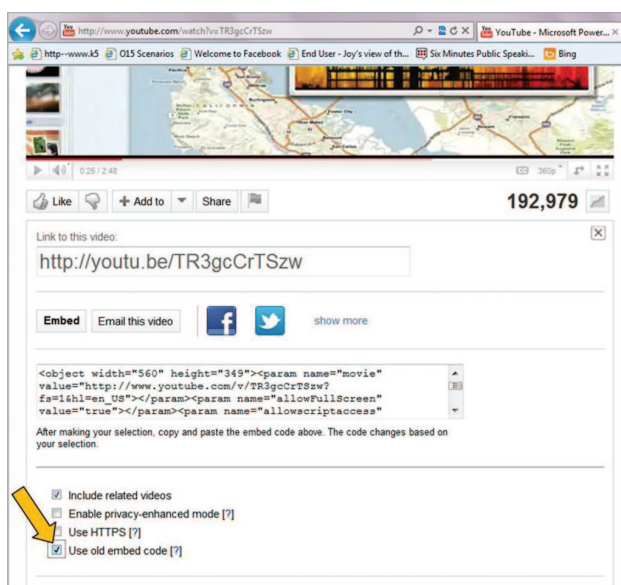 http://www.youtube.com/watch?v=TR3gcCrTSzw
YouTube - Microsoft Power...
http--www.k5 O15 Scenarios Welcome to Facebook End User - Joy's view of th... Six Minutes Public Speaki... Bing
CALIFORNIA
0:26 / 2:48 CC 360p
Like Add to Share 192,979
Link to this video:
http://youtu.be/TR3gcCrTSzw
Embed Email this video show more
<object width="560" height="349"><param name="movie"
value="http://www.youtube.com/v/TR3gcCrTSzw?
fs=1&hl=en_US"></param><param name="allowFullScreen"
value="true"></param><param name="allowscriptaccess"
After making your selection, copy and paste the embed code above. The code changes based on
your selection.
Include related videos
Enable privacy-enhanced mode [?]
Use HTTPS [?]
Use old embed code [?]